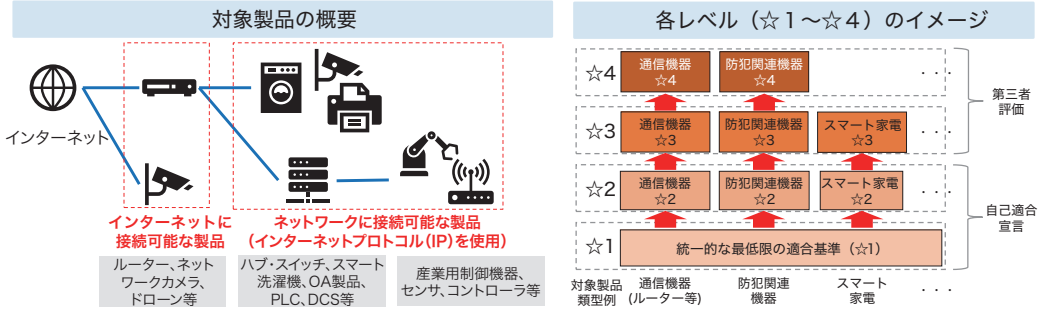 対象製品の概要
インターネット
インターネットに
接続可能な製品
ネットワークに接続可能な製品
(インターネットプロトコル(IP)を使用)
ルーター、ネット
ワークカメラ、
ドローン等
ハブ・スイッチ、スマート
洗濯機、OA製品、
PLC、DCS等
産業用制御機器、
センサ、コントローラ等
各レベル(☆1～☆4)のイメージ
☆4
通信機器
☆4
防犯関連機器
☆4
・・・
☆3
通信機器
☆3
防犯関連機器
☆3
スマート家電
☆3
・・・
第三者
評価
☆2
通信機器
☆2
防犯関連機器
☆2
スマート家電
☆2
・・・
☆1
統一的な最低限の適合基準(☆1)
自己適合
宣言
対象製品
類型例
通信機器
(ルーター等)
防犯関連
機器
スマート
家電
・・・